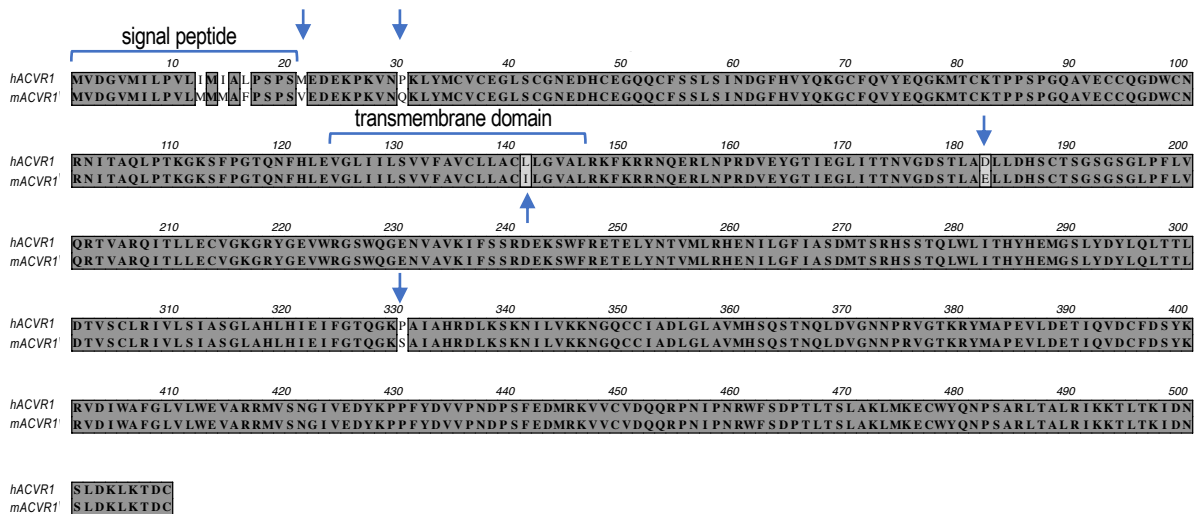 signal peptide
10 20 30 40 50 60 70 80 90 100
hACVR1 MVDGVMILPVLIMIALPSPSMEDEKPKVNPKLYMCVCEGLSCGNEDHCEGQQCFSSLSINDGFHVYQKGCFQVYEQGKMTCKTPPSPGQAVECCQGDWCN
mACVR1 MVDGVMILPVLMMMAFPSPSVEDEKPKVNQKLYMCVCEGLSCGNEDHCEGQQCFSSLSINDGFHVYQKGCFQVYEQGKMTCKTPPSPGQAVECCQGDWCN
transmembrane domain
110 120 130 140 150 160 170 180 190 200
hACVR1 RNITAQLPTKGKSFPGTQNFHLEVGLIILSVVFAVCLLACLLGVALRKFKRRNQERLNPRDVEYGTIEGLITTNVGDSTLADLLDHSCTSGSGSGLPFLV
mACVR1 RNITAQLPTKGKSFPGTQNFHLEVGLIILSVVFAVCLLACILGVALRKFKRRNQERLNPRDVEYGTIEGLITTNVGDSTLAELLDHSCTSGSGSGLPFLV
210 220 230 240 250 260 270 280 290 300
hACVR1 QRTVARQITLLECVGKGRYGEVWRGSWQGENVAVKIFSSRDEKSWFRETELYNTVMLRHENILGFIASDMTSRHSSTQLWLITHYHEMGSLYDYLQLTTL
mACVR1 QRTVARQITLLECVGKGRYGEVWRGSWQGENVAVKIFSSRDEKSWFRETELYNTVMLRHENILGFIASDMTSRHSSTQLWLITHYHEMGSLYDYLQLTTL
310 320 330 340 350 360 370 380 390 400
hACVR1 DTVSCLRIVLSIASGLAHLHIEIFGTQGKPAIAHRDLKSKNILVKKNGQCCIADLGLAVMHSQSTNQLDVGNNPRVGTKRYMAPEVLDETIQVDCFDSYK
mACVR1 DTVSCLRIVLSIASGLAHLHIEIFGTQGKSAIAHRDLKSKNILVKKNGQCCIADLGLAVMHSQSTNQLDVGNNPRVGTKRYMAPEVLDETIQVDCFDSYK
410 420 430 440 450 460 470 480 490 500
hACVR1 RVDIWAFGLVLWEVARRMVSNGIVEDYKPPFYDVVPNDPSFEDMRKVVCVDQQRPNIPNRWFSDPTLTSLAKLMKECWYQNPSARLTALRIKKTLTKIDN
mACVR1 RVDIWAFGLVLWEVARRMVSNGIVEDYKPPFYDVVPNDPSFEDMRKVVCVDQQRPNIPNRWFSDPTLTSLAKLMKECWYQNPSARLTALRIKKTLTKIDN
hACVR1 SLDKLKTDC
mACVR1 SLDKLKTDC